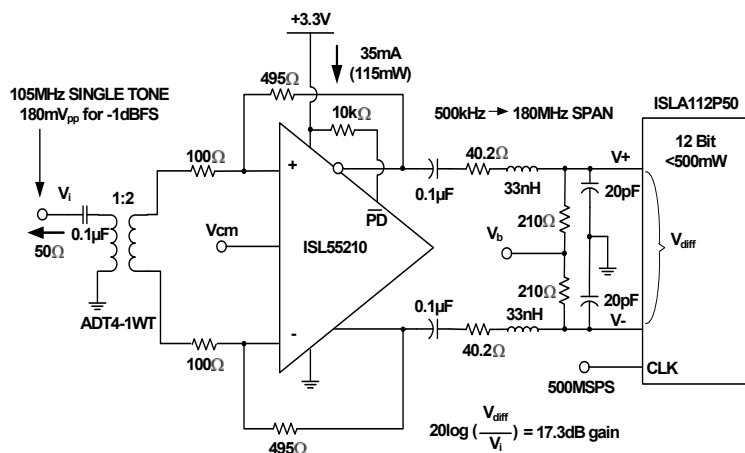 +3.3V
35mA
(115mW)
495Ω
10kΩ
105MHz SINGLE TONE
180mVpp for -1dBFS
500kHz → 180MHz SPAN
ISLA112P50
12 Bit
<500mW
100Ω
+
PD
0.1µF
40.2Ω
33nH
V+
20pF
Vi
1:2
0.1µF
50Ω
Vcm
ISL55210
210Ω
Vb
Vdiff
210Ω
ADT4-1WT
-
100Ω
0.1µF
40.2Ω
33nH
20pF
V-
CLK
500MSPS
495Ω
20log ( Vdiff / Vi ) = 17.3dB gain